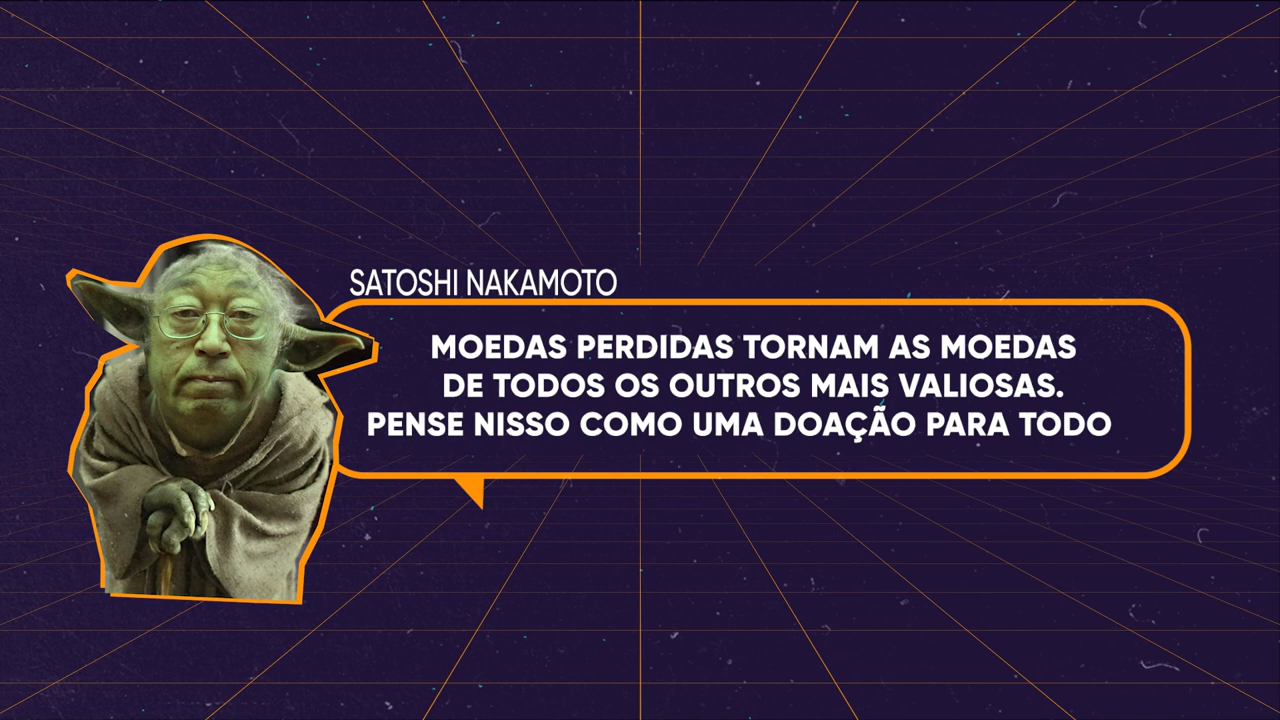 SATOSHI NAKAMOTO
MOEDAS PERDIDAS TORNAM AS MOEDAS
DE TODOS OS OUTROS MAIS VALIOSAS.
PENSE NISSO COMO UMA DOAÇÃO PARA TODO